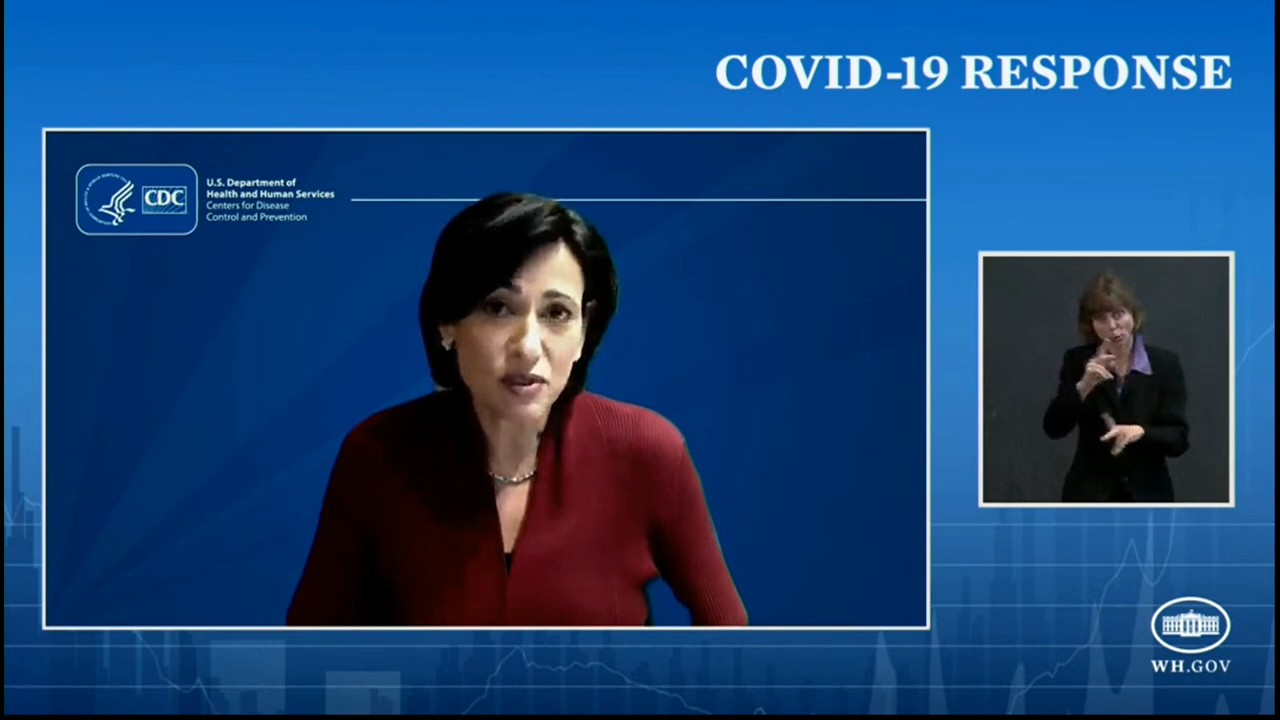 COVID-19 RESPONSE
CDC
U.S. Department of
Health and Human Services
Centers for Disease
Control and Prevention
WH.GOV